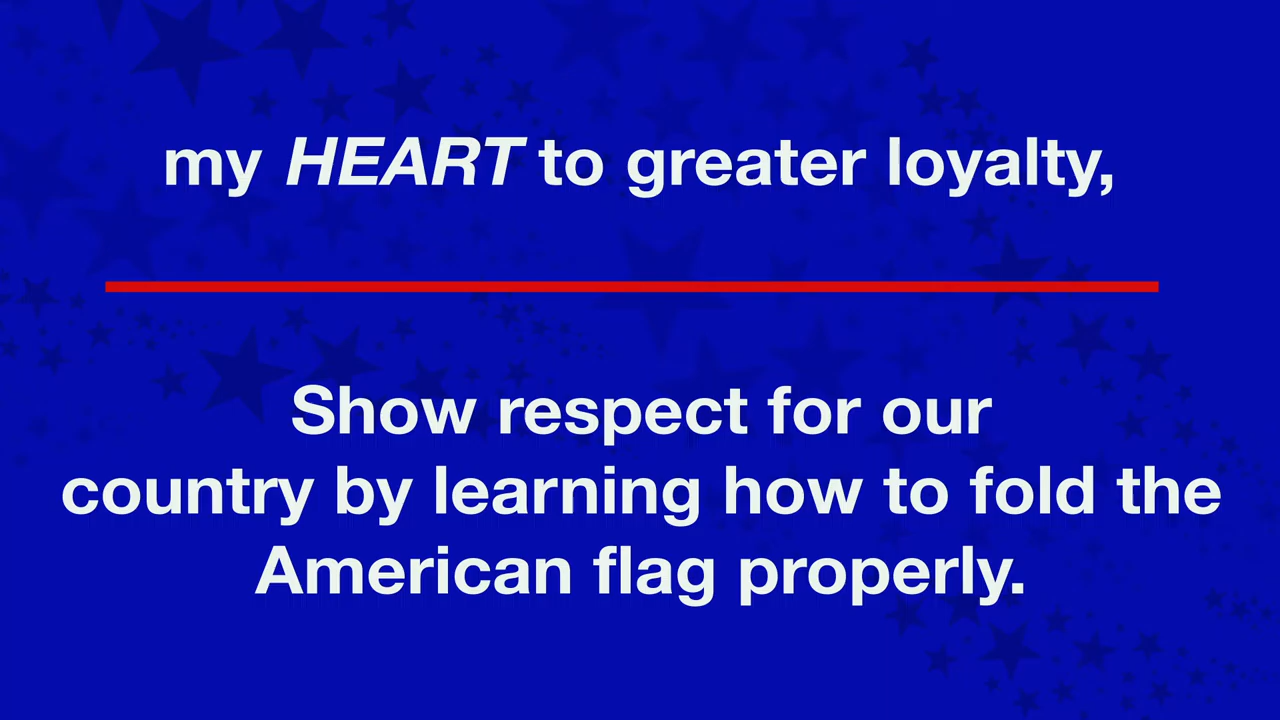 my HEART to greater loyalty,
Show respect for our
country by learning how to fold the
American flag properly.